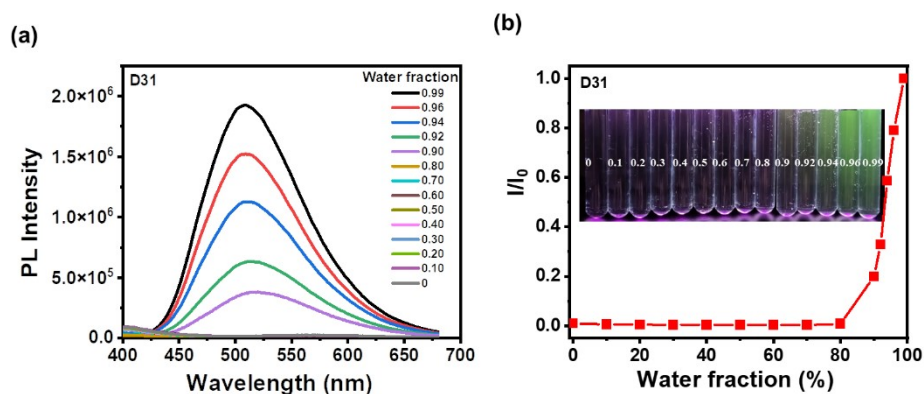 (a)
D31
Water fraction
0.99
0.96
0.94
0.92
0.90
0.80
0.70
0.60
0.50
0.40
0.30
0.20
0.10
0
2.0×10⁶
1.5×10⁶
1.0×10⁶
5.0×10⁵
0.0
400 450 500 550 600 650 700
PL Intensity
Wavelength (nm)
(b)
D31
0 0.1 0.2 0.3 0.4 0.5 0.6 0.7 0.8 0.9 0.92 0.94 0.96 0.99
1.0
0.8
0.6
0.4
0.2
0.0
0 20 40 60 80 100
I/I₀
Water fraction (%)